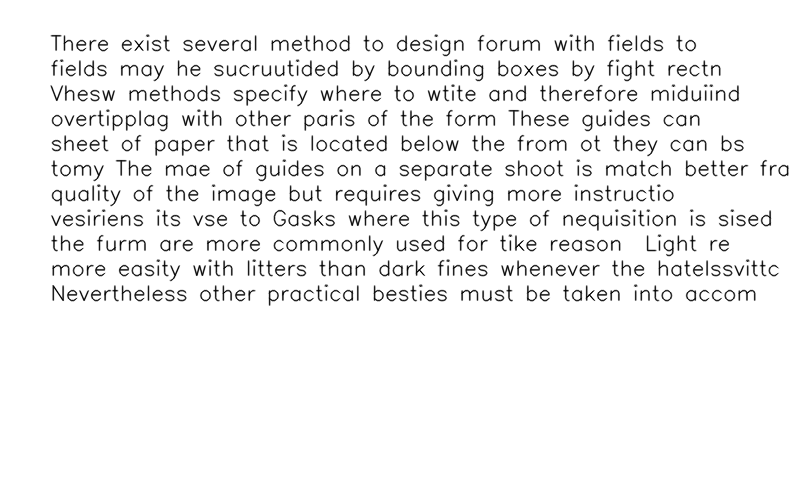 There exist several method to design forum with fields to
fields may he sucruutided by bounding boxes by fight rectn
Vhesw methods specify where to wtite and therefore miduiind
overtipplag with other paris of the form These guides can
sheet of paper that is located below the from ot they can bs
tomy The mae of guides on a separate shoot is match better fra
quality of the image but requires giving more instructio
vesiriens its vse to Gasks where this type of nequisition is sised
the furm are more commonly used for tike reason Light re
more easity with litters than dark fines whenever the hatelssvittc
Nevertheless other practical besties must be taken into accom